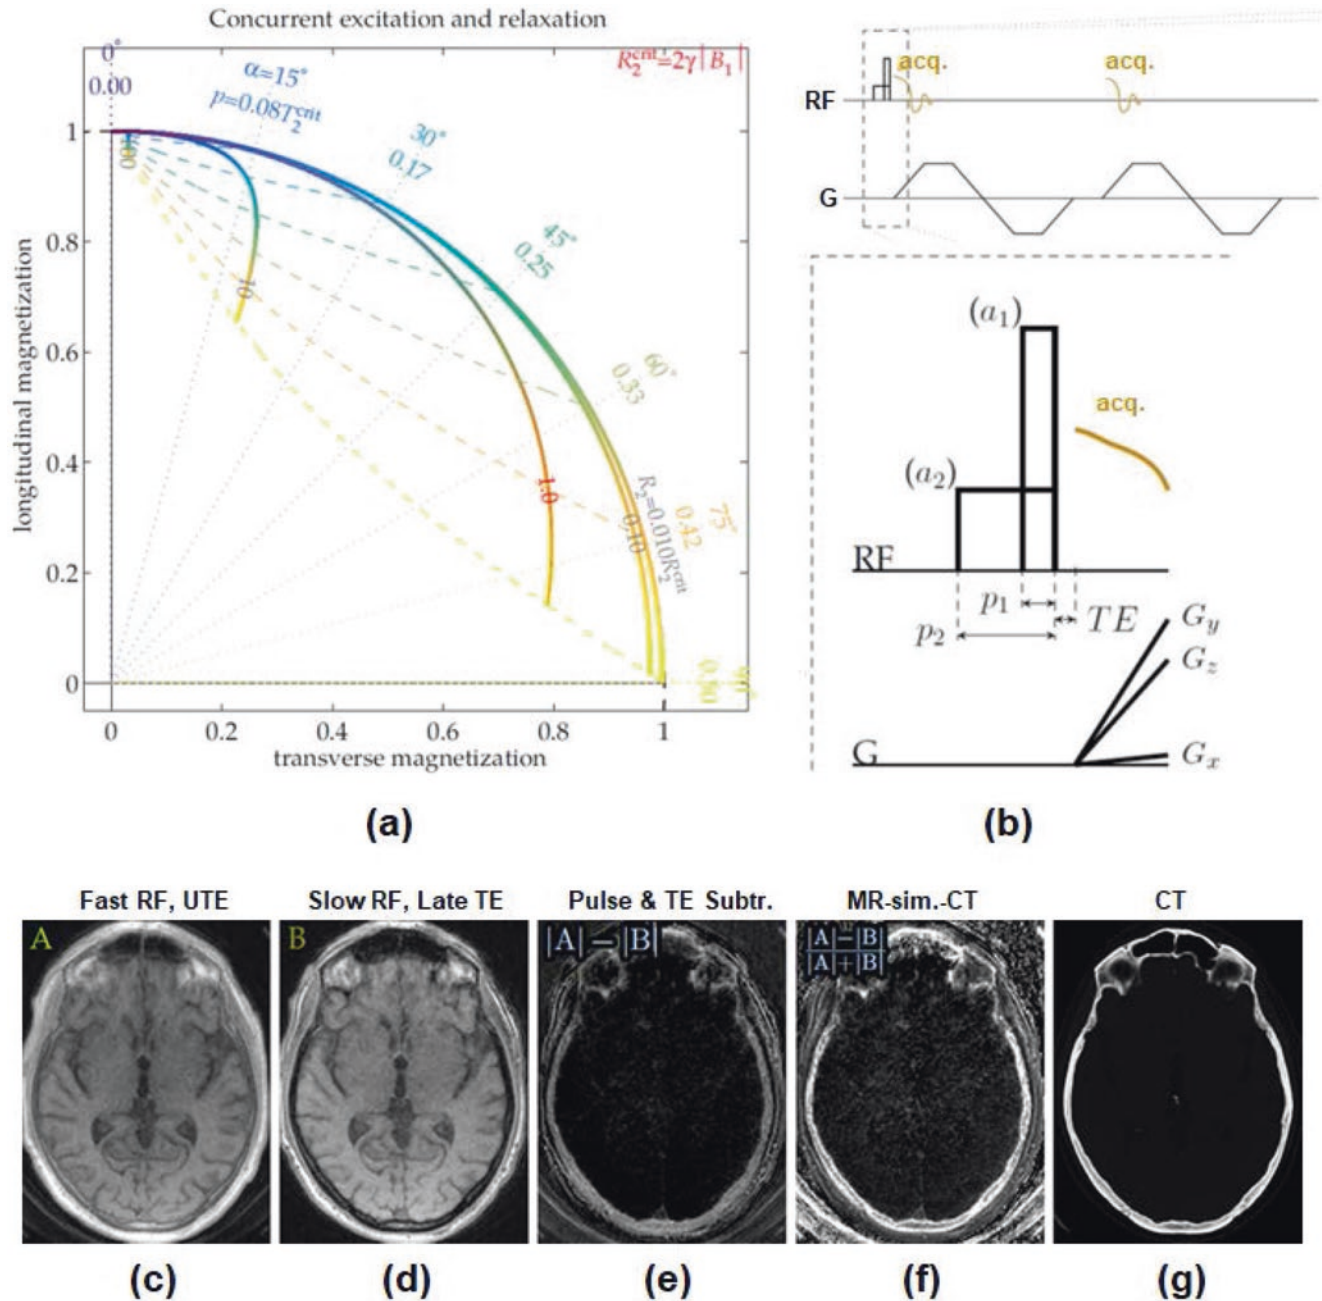 Concurrent excitation and relaxation
R₂ᶜʳⁱᵗ=2γ|B₁|
0°
0.00
α=15°
p=0.08T₂ᶜʳⁱᵗ
30°
0.17
45°
0.25
60°
0.33
75°
0.42
R₂=0.010R₂ᶜʳⁱᵗ
0.10
1.0
10
longitudinal magnetization
1
0.8
0.6
0.4
0.2
0
0 0.2 0.4 0.6 0.8 1
transverse magnetization
(a)
acq. acq.
RF
G
(a₁)
acq.
(a₂)
RF
p₁
TE
p₂
G_y
G_z
G
G_x
(b)
Fast RF, UTE
A
(c)
Slow RF, Late TE
B
(d)
Pulse & TE Subtr.
|A|−|B|
(e)
MR-sim.-CT
|A|−|B|
|A|+|B|
(f)
CT
(g)